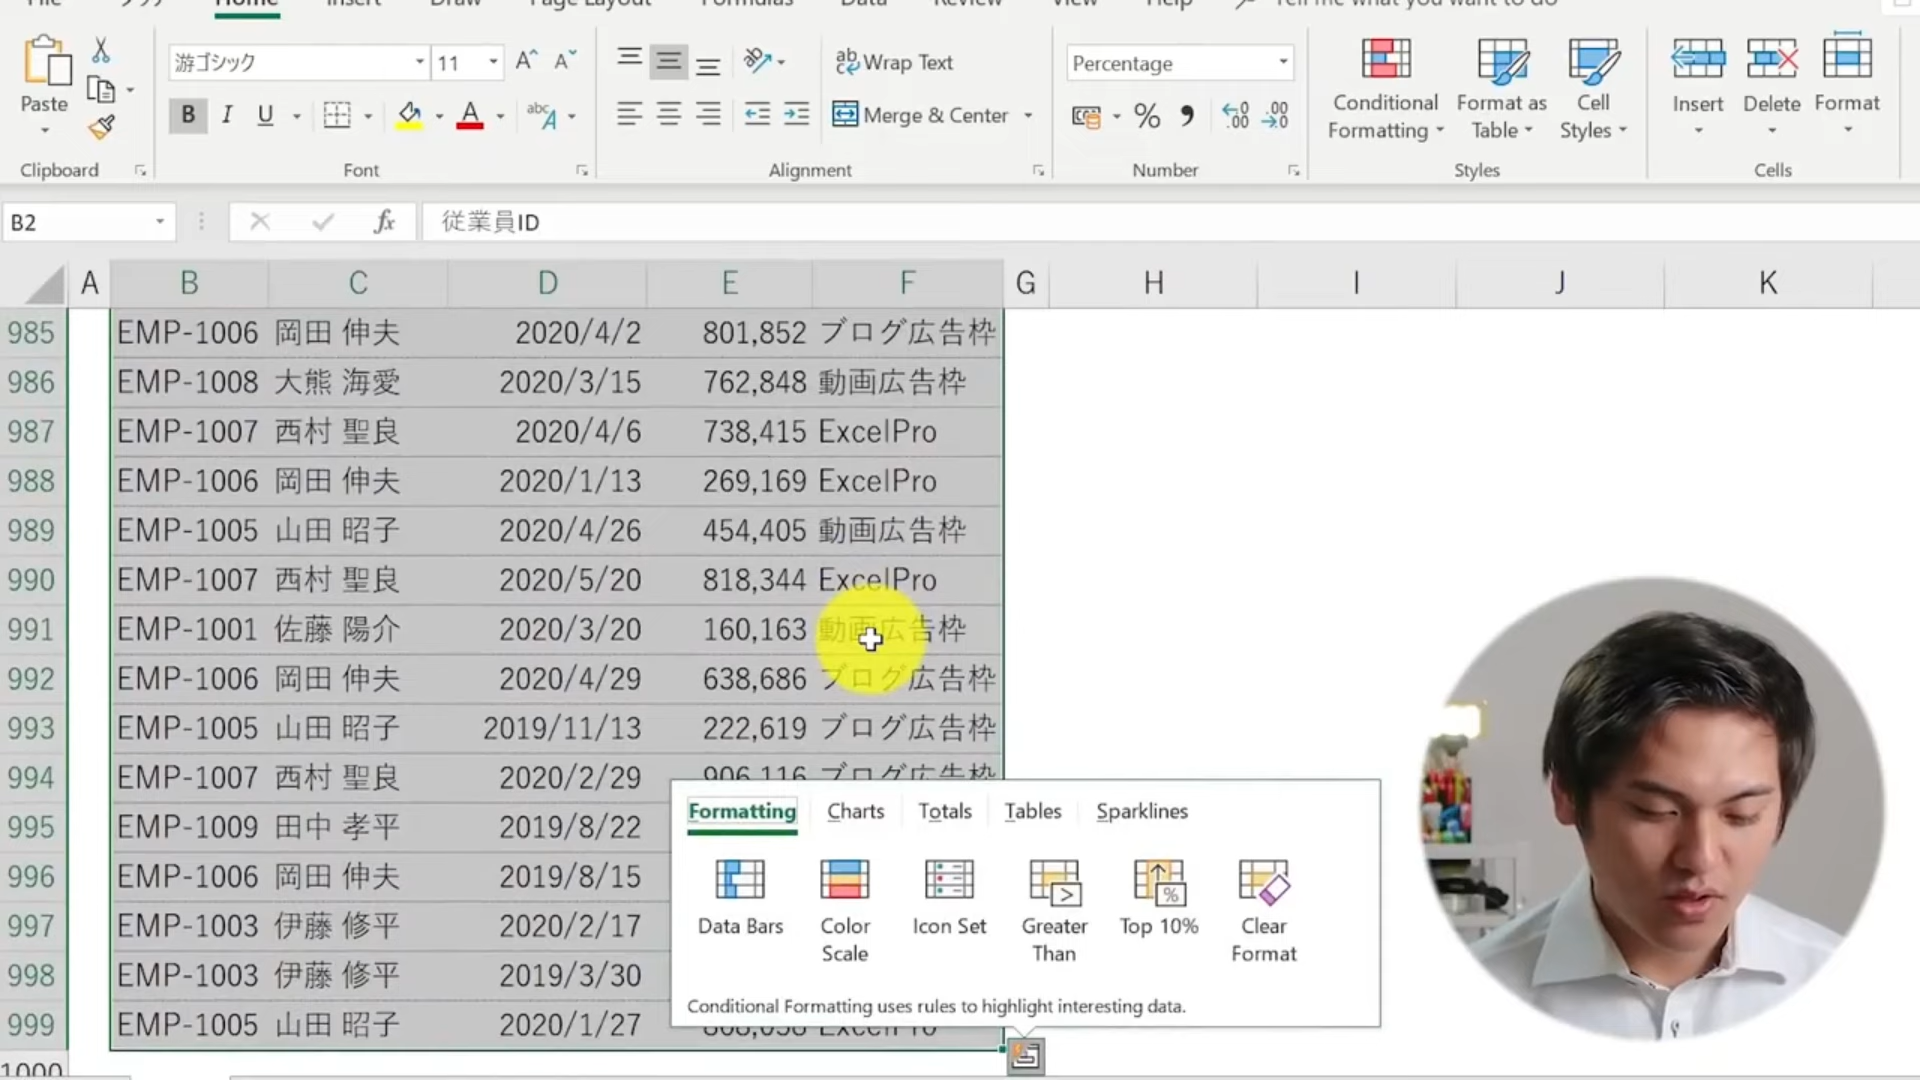 Home Insert Draw Page Layout Formulas Data Review View Help Tell me what you want to do
Paste
游ゴシック 11
B I U
Wrap Text
Merge & Center
Percentage
Conditional Formatting
Format as Table
Cell Styles
Insert Delete Format
Clipboard Font Alignment Number Styles Cells
B2 fx 従業員ID
A B C D E F G H I J K
985 EMP-1006 岡田 伸夫 2020/4/2 801,852 ブログ広告枠
986 EMP-1008 大熊 海愛 2020/3/15 762,848 動画広告枠
987 EMP-1007 西村 聖良 2020/4/6 738,415 ExcelPro
988 EMP-1006 岡田 伸夫 2020/1/13 269,169 ExcelPro
989 EMP-1005 山田 昭子 2020/4/26 454,405 動画広告枠
990 EMP-1007 西村 聖良 2020/5/20 818,344 ExcelPro
991 EMP-1001 佐藤 陽介 2020/3/20 160,163 動画広告枠
992 EMP-1006 岡田 伸夫 2020/4/29 638,686 ブログ広告枠
993 EMP-1005 山田 昭子 2019/11/13 222,619 ブログ広告枠
994 EMP-1007 西村 聖良 2020/2/29 906,116 ブログ広告枠
995 EMP-1009 田中 孝平 2019/8/22
996 EMP-1006 岡田 伸夫 2019/8/15
997 EMP-1003 伊藤 修平 2020/2/17
998 EMP-1003 伊藤 修平 2019/3/30
999 EMP-1005 山田 昭子 2020/1/27 ExcelPro
1000
Formatting Charts Totals Tables Sparklines
Data Bars
Color Scale
Icon Set
Greater Than
Top 10%
Clear Format
Conditional Formatting uses rules to highlight interesting data.